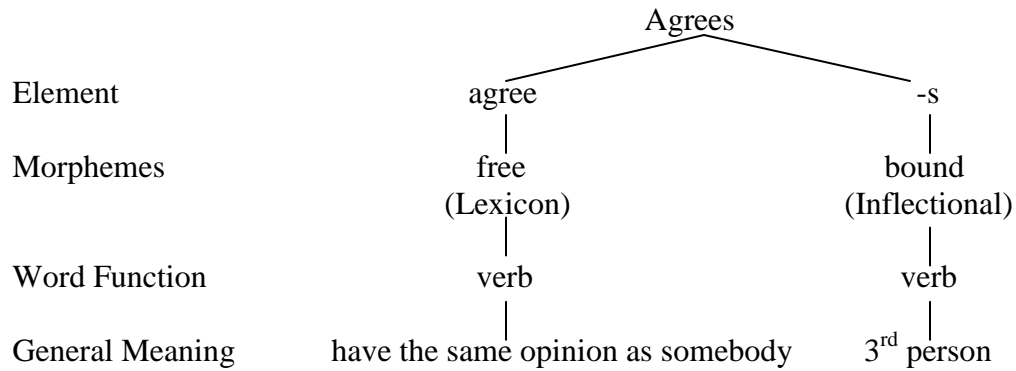 Agrees
Element agree -s
Morphemes free bound
(Lexicon) (Inflectional)
Word Function verb verb
General Meaning have the same opinion as somebody 3rd person